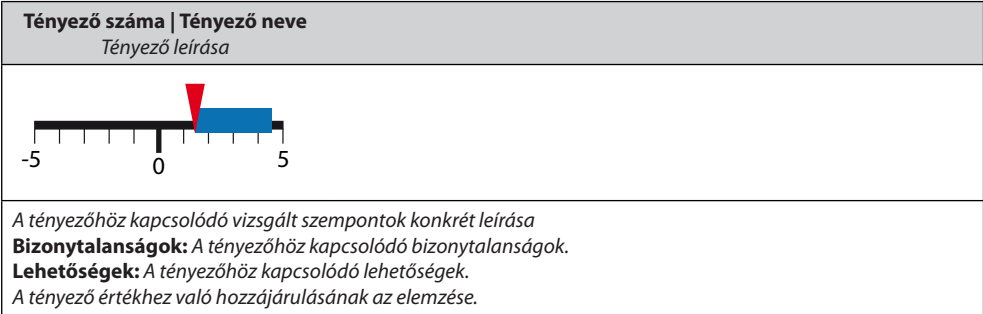 Tényező száma | Tényező neve
Tényező leírása
-5 0 5
A tényezőhöz kapcsolódó vizsgált szempontok konkrét leírása
Bizonytalanságok: A tényezőhöz kapcsolódó bizonytalanságok.
Lehetőségek: A tényezőhöz kapcsolódó lehetőségek.
A tényező értékhez való hozzájárulásának az elemzése.